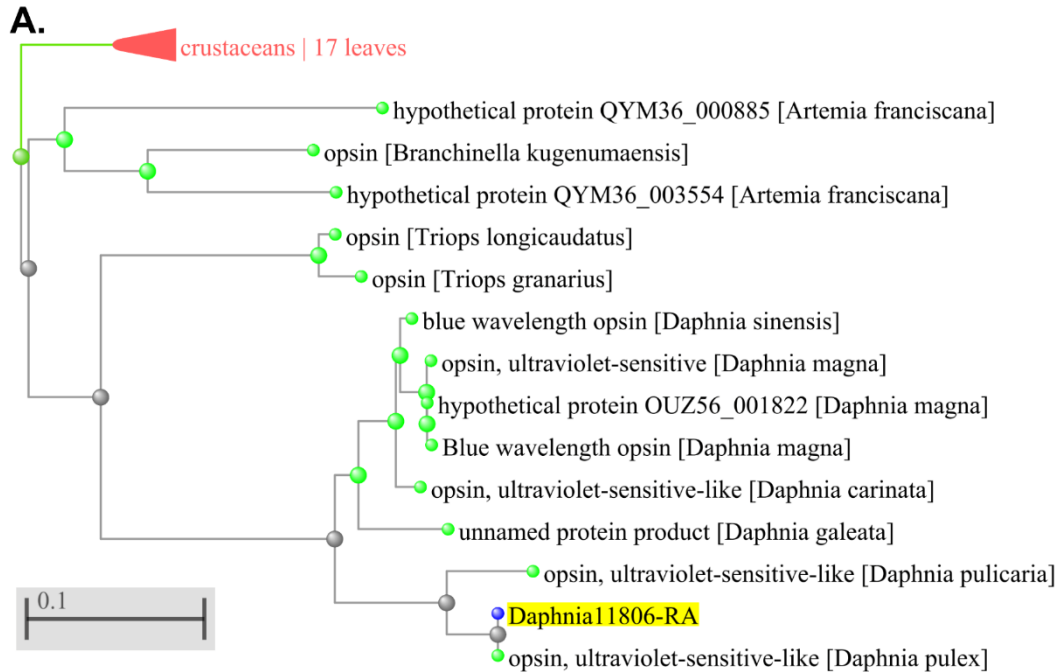 A.
crustaceans | 17 leaves
hypothetical protein QYM36_000885 [Artemia franciscana]
opsin [Branchinella kugenumaensis]
hypothetical protein QYM36_003554 [Artemia franciscana]
opsin [Triops longicaudatus]
opsin [Triops granarius]
blue wavelength opsin [Daphnia sinensis]
opsin, ultraviolet-sensitive [Daphnia magna]
hypothetical protein OUZ56_001822 [Daphnia magna]
Blue wavelength opsin [Daphnia magna]
opsin, ultraviolet-sensitive-like [Daphnia carinata]
unnamed protein product [Daphnia galeata]
opsin, ultraviolet-sensitive-like [Daphnia pulicaria]
0.1
Daphnia11806-RA
opsin, ultraviolet-sensitive-like [Daphnia pulex]